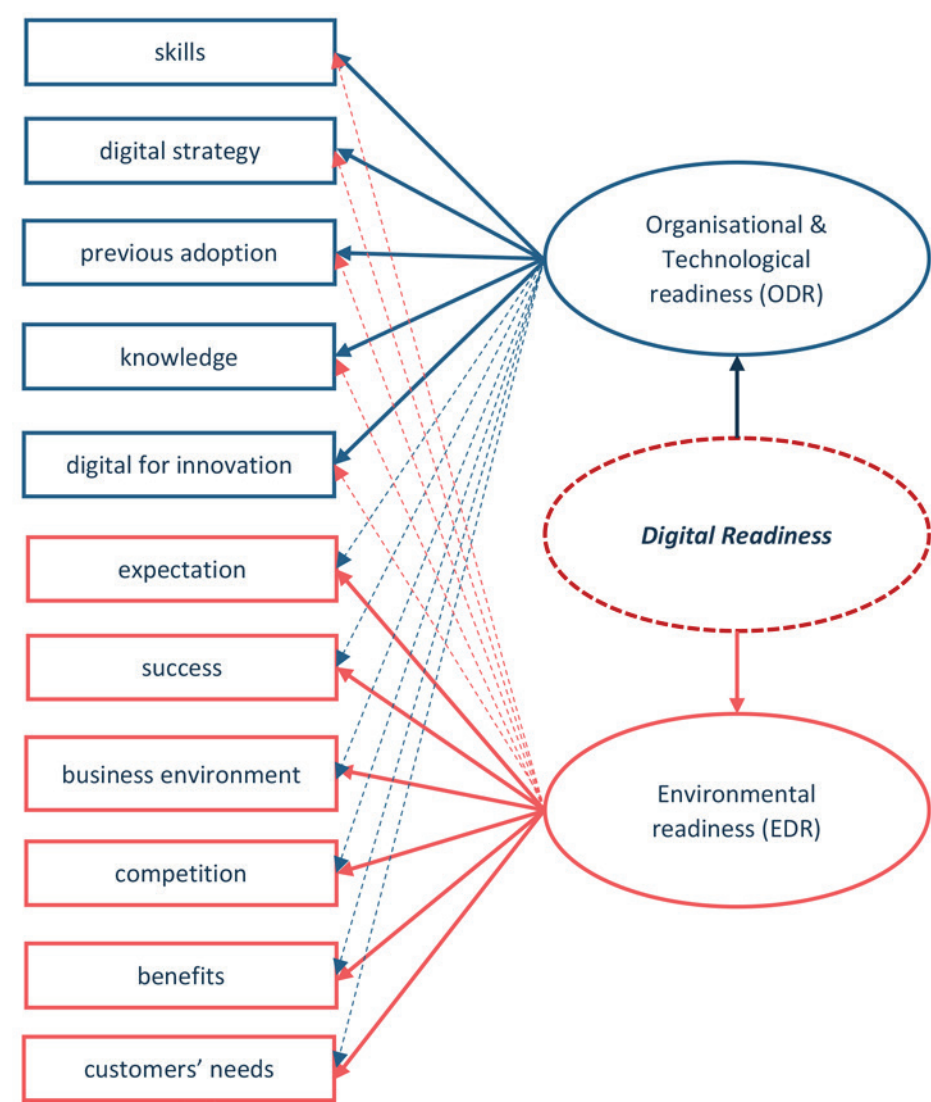 skills
digital strategy
previous adoption
knowledge
digital for innovation
expectation
success
business environment
competition
benefits
customers’ needs
Organisational &
Technological
readiness (ODR)
Digital Readiness
Environmental
readiness (EDR)